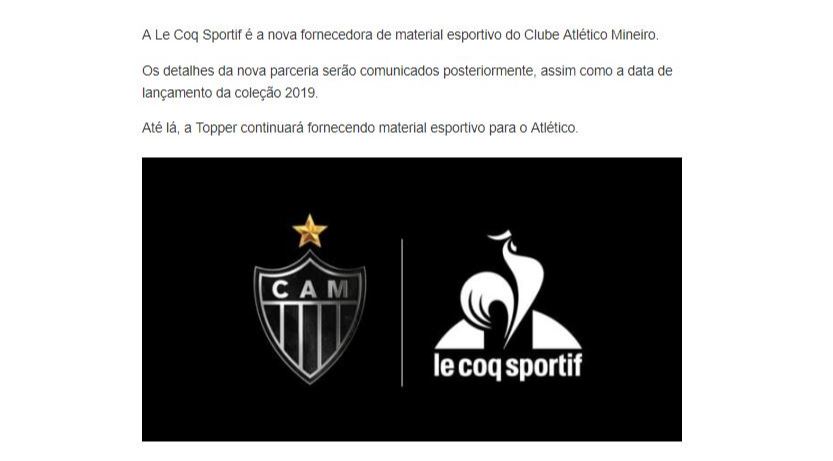 A Le Coq Sportif é a nova fornecedora de material esportivo do Clube Atlético Mineiro.
Os detalhes da nova parceria serão comunicados posteriormente, assim como a data de
lançamento da coleção 2019.
Até lá, a Topper continuará fornecendo material esportivo para o Atlético.
CAM
le coq sportif